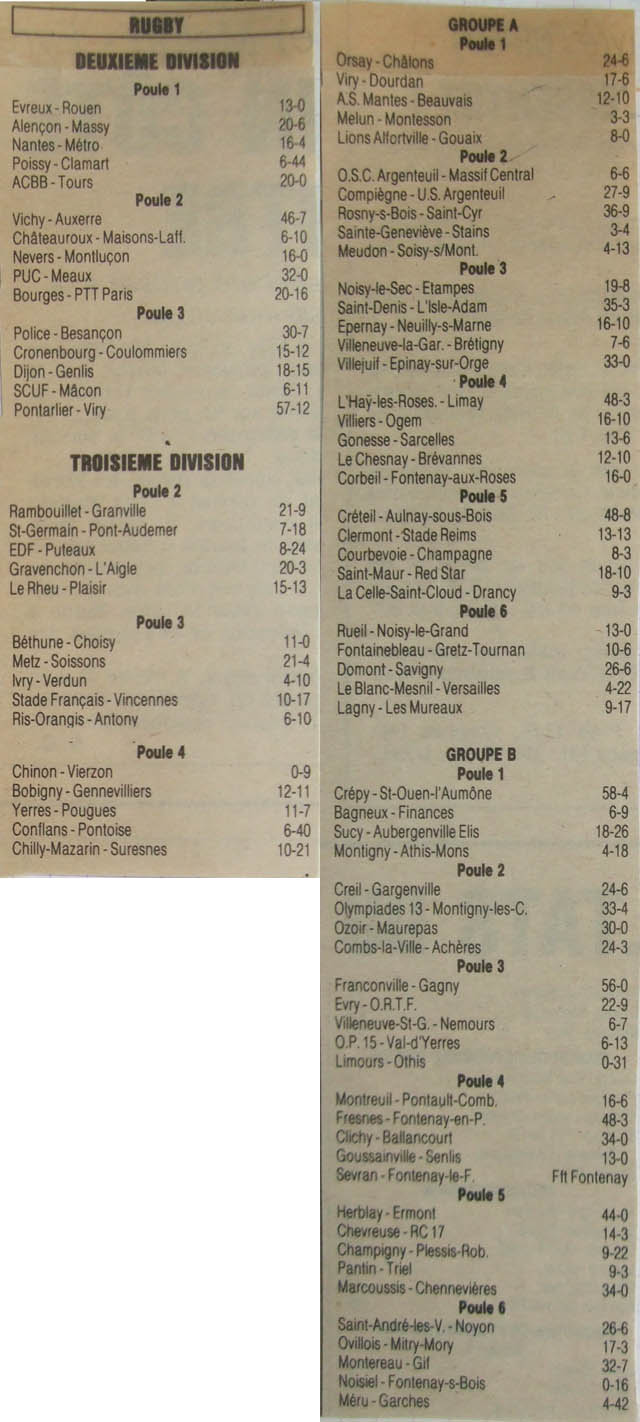 RUGBY
DEUXIEME DIVISION
Poule 1
Evreux - Rouen 13-0
Alençon - Massy 20-6
Nantes - Métro 16-4
Poissy - Clamart 6-44
ACBB - Tours 20-0
Poule 2
Vichy - Auxerre 46-7
Châteauroux - Maisons-Laff. 6-10
Nevers - Montluçon 16-0
PUC - Meaux 32-0
Bourges - PTT Paris 20-16
Poule 3
Police - Besançon 30-7
Cronenbourg - Coulommiers 15-12
Dijon - Genlis 18-15
SCUF - Mâcon 6-11
Pontarlier - Viry 57-12
TROISIEME DIVISION
Poule 2
Rambouillet - Granville 21-9
St-Germain - Pont-Audemer 7-18
EDF - Puteaux 8-24
Gravenchon - L'Aigle 20-3
Le Rheu - Plaisir 15-13
Poule 3
Béthune - Choisy 11-0
Metz - Soissons 21-4
Ivry - Verdun 4-10
Stade Français - Vincennes 10-17
Ris-Orangis - Antony 6-10
Poule 4
Chinon - Vierzon 0-9
Bobigny - Gennevilliers 12-11
Yerres - Pougues 11-7
Conflans - Pontoise 6-40
Chilly-Mazarin - Suresnes 10-21
GROUPE A
Poule 1
Orsay - Châlons 24-6
Viry - Dourdan 17-6
A.S. Mantes - Beauvais 12-10
Melun - Montesson 3-3
Lions Alfortville - Gouaix 8-0
Poule 2
O.S.C. Argenteuil - Massif Central 6-6
Compiègne - U.S. Argenteuil 27-9
Rosny-s-Bois - Saint-Cyr 36-9
Sainte-Geneviève - Stains 3-4
Meudon - Soisy-s/Mont. 4-13
Poule 3
Noisy-le-Sec - Etampes 19-8
Saint-Denis - L'Isle-Adam 35-3
Epernay - Neuilly-s-Marne 16-10
Villeneuve-la-Gar. - Brétigny 7-6
Villejuif - Epinay-sur-Orge 33-0
Poule 4
L'Haÿ-les-Roses. - Limay 48-3
Villiers - Ogem 16-10
Gonesse - Sarcelles 13-6
Le Chesnay - Brévannes 12-10
Corbeil - Fontenay-aux-Roses 16-0
Poule 5
Créteil - Aulnay-sous-Bois 48-8
Clermont - Stade Reims 13-13
Courbevoie - Champagne 8-3
Saint-Maur - Red Star 18-10
La Celle-Saint-Cloud - Drancy 9-3
Poule 6
Rueil - Noisy-le-Grand 13-0
Fontainebleau - Gretz-Tournan 10-6
Domont - Savigny 26-6
Le Blanc-Mesnil - Versailles 4-22
Lagny - Les Mureaux 9-17
GROUPE B
Poule 1
Crépy - St-Ouen-l'Aumône 58-4
Bagneux - Finances 6-9
Sucy - Aubergenville Elis 18-26
Montigny - Athis-Mons 4-18
Poule 2
Creil - Gargenville 24-6
Olympiades 13 - Montigny-les-C. 33-4
Ozoir - Maurepas 30-0
Combs-la-Ville - Achères 24-3
Poule 3
Franconville - Gagny 56-0
Evry - O.R.T.F. 22-9
Villeneuve-St-G. - Nemours 6-7
O.P. 15 - Val-d'Yerres 6-13
Limours - Othis 0-31
Poule 4
Montreuil - Pontault-Comb. 16-6
Fresnes - Fontenay-en-P. 48-3
Clichy - Ballancourt 34-0
Goussainville - Senlis 13-0
Sevran - Fontenay-le-F. Fft Fontenay
Poule 5
Herblay - Ermont 44-0
Chevreuse - RC 17 14-3
Champigny - Plessis-Rob. 9-22
Pantin - Triel 9-3
Marcoussis - Chennevières 34-0
Poule 6
Saint-André-les-V. - Noyon 26-6
Ovillois - Mitry-Mory 17-3
Montereau - Gif 32-7
Noisiel - Fontenay-s-Bois 0-16
Méru - Garches 4-42